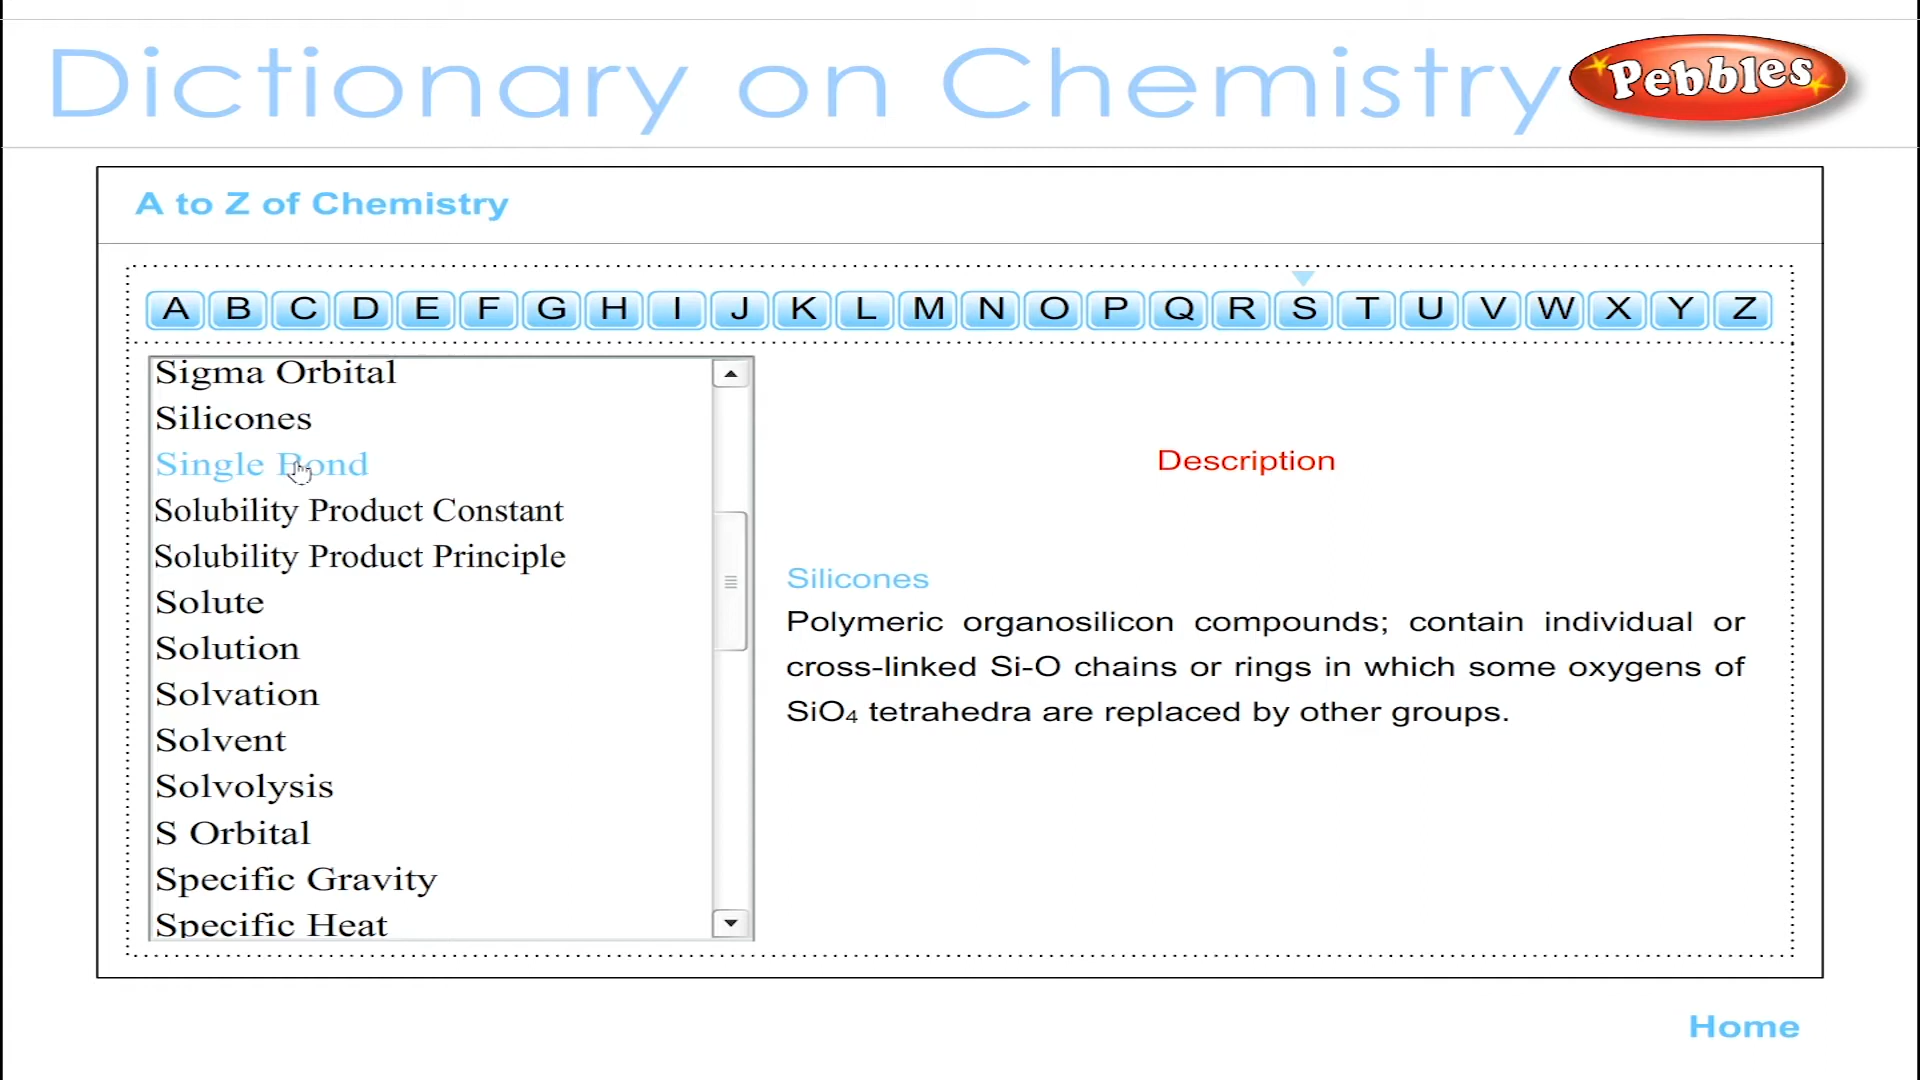 Dictionary on Chemistry
Pebbles
A to Z of Chemistry
A B C D E F G H I J K L M N O P Q R S T U V W X Y Z
Sigma Orbital
Silicones
Single Bond
Solubility Product Constant
Solubility Product Principle
Solute
Solution
Solvation
Solvent
Solvolysis
S Orbital
Specific Gravity
Specific Heat
Description
Silicones
Polymeric organosilicon compounds; contain individual or
cross-linked Si-O chains or rings in which some oxygens of
SiO₄ tetrahedra are replaced by other groups.
Home